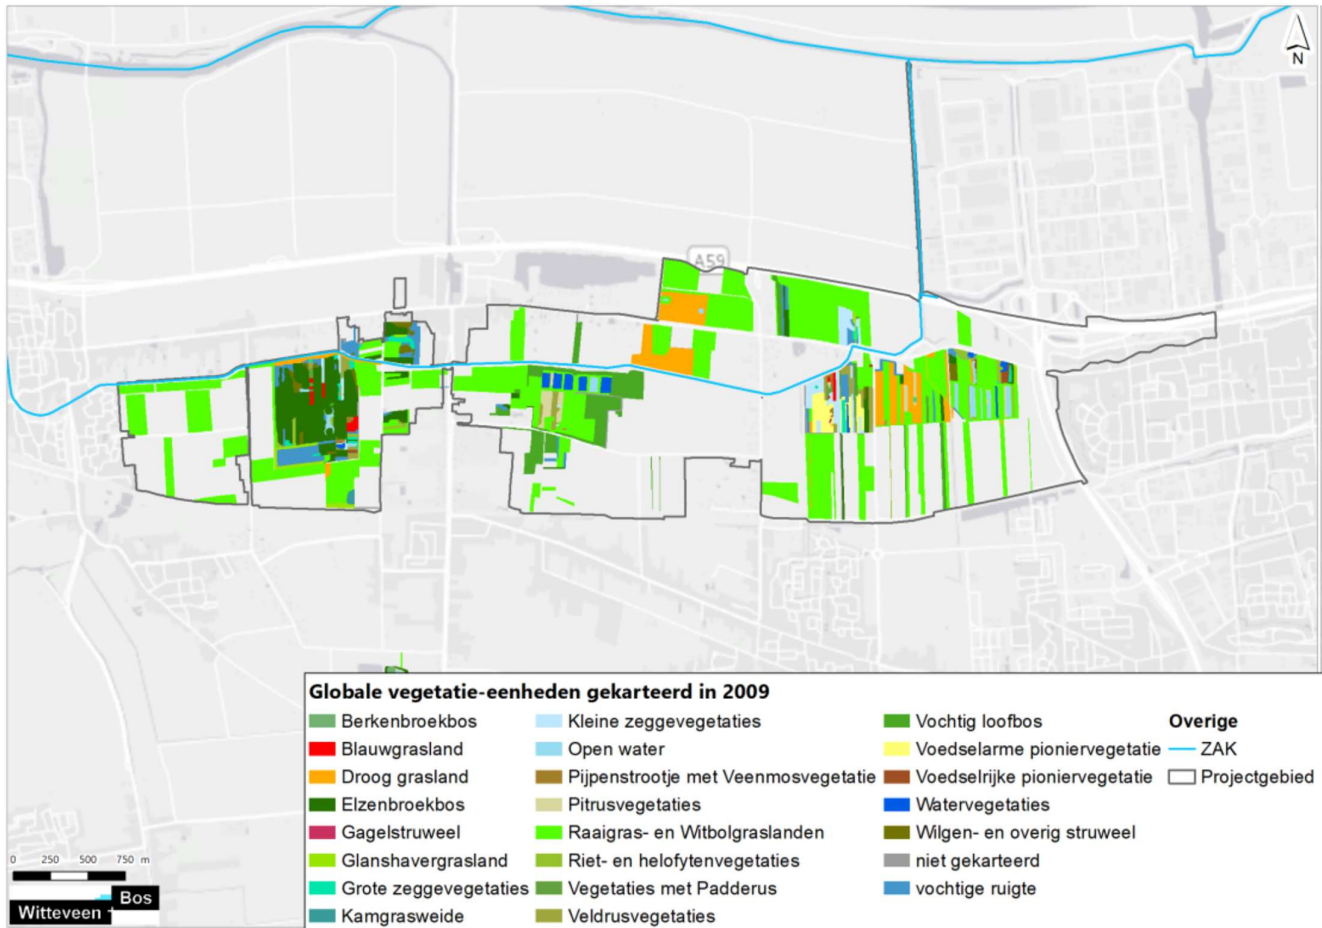 N
A59
Globale vegetatie-eenheden gekarteerd in 2009
Berkenbroekbos
Blauwgrasland
Droog grasland
Elzenbroekbos
Gagelstruweel
Glanshavergrasland
Grote zeggevegetaties
Kamgrasweide
Kleine zeggevegetaties
Open water
Pijpenstrootje met Veenmosvegetatie
Pitrusvegetaties
Raaigras- en Witbolgraslanden
Riet- en helofytenvegetaties
Vegetaties met Padderus
Veldrusvegetaties
Vochtig loofbos
Voedselarme pioniervegetatie
Voedselrijke pioniervegetatie
Watervegetaties
Wilgen- en overig struweel
niet gekarteerd
vochtige ruigte
Overige
ZAK
Projectgebied
0 250 500 750 m
Witteveen + Bos